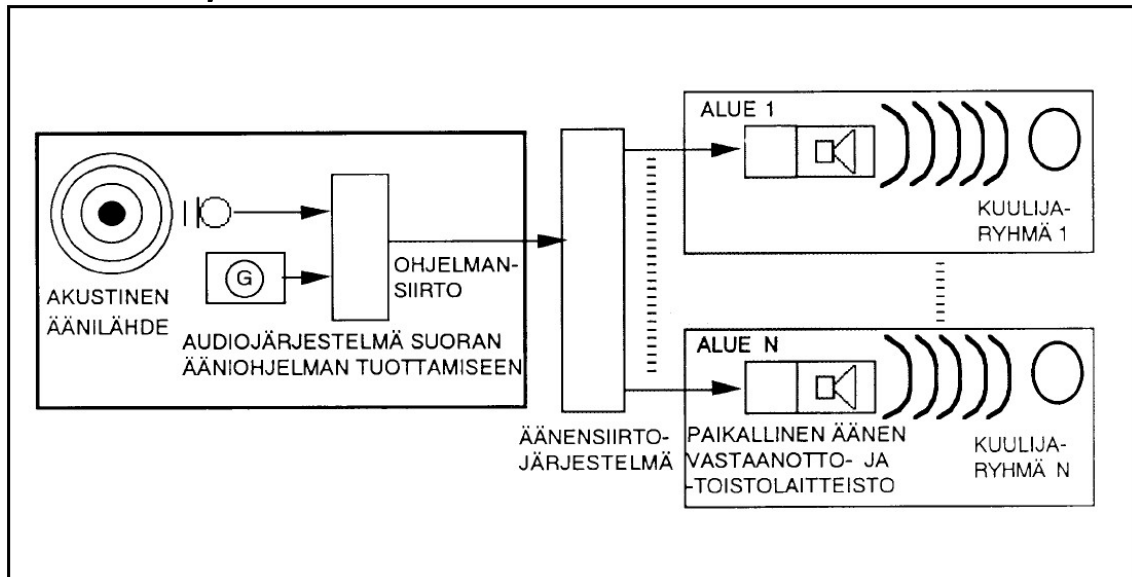 AKUSTINEN
ÄÄNILÄHDE
G
OHJELMAN-
SIIRTO
AUDIOJÄRJESTELMÄ SUORAN
ÄÄNIOHJELMAN TUOTTAMISEEN
ÄÄNENSIIRTO-
JÄRJESTELMÄ
ALUE 1
KUULIJA-
RYHMÄ 1
ALUE N
PAIKALLINEN ÄÄNEN
VASTAANOTTO- JA
-TOISTOLAITTEISTO
KUULIJA-
RYHMÄ N